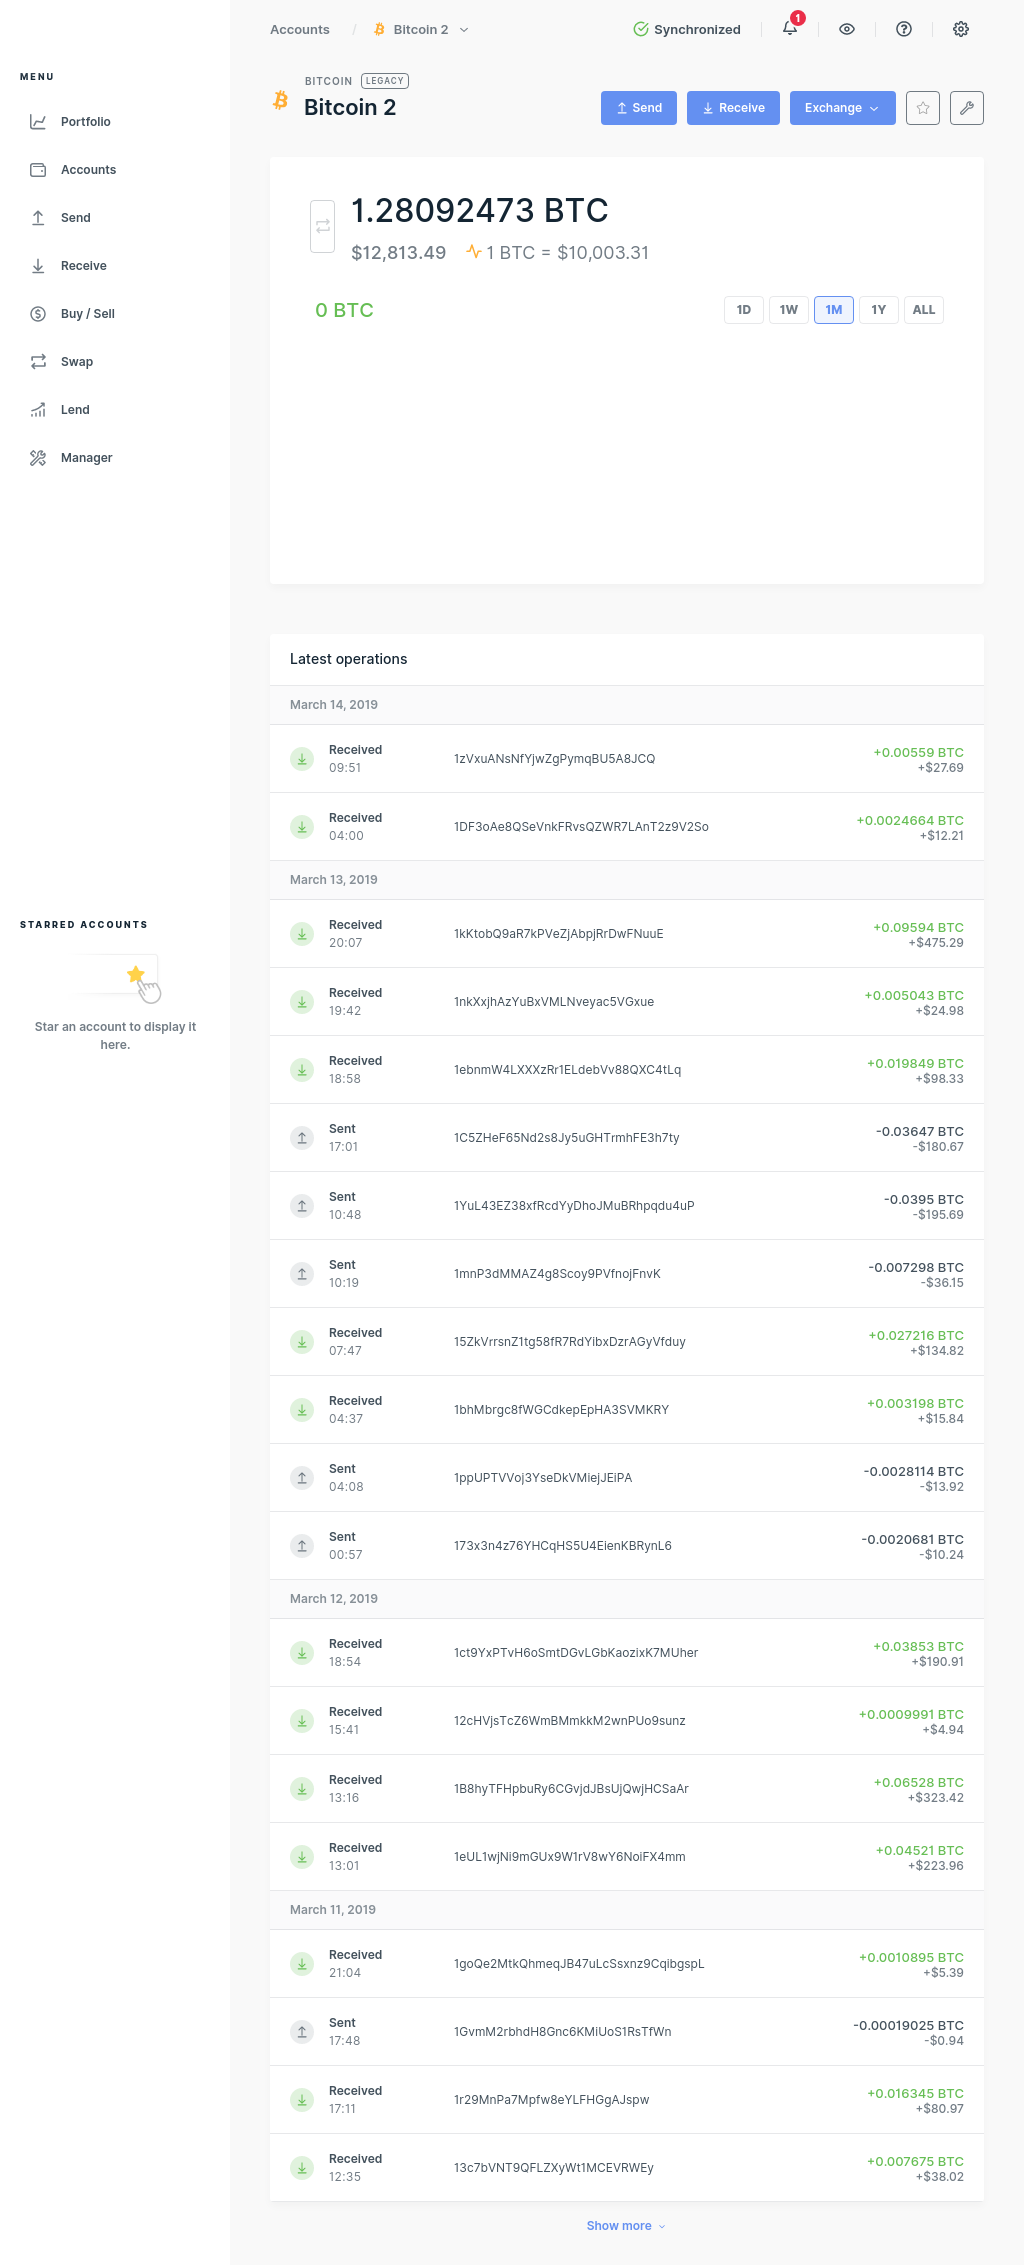 Accounts / Bitcoin 2
Synchronized
1
MENU
Portfolio
Accounts
Send
Receive
Buy / Sell
Swap
Lend
Manager
STARRED ACCOUNTS
Star an account to display it
here.
BITCOIN LEGACY
Bitcoin 2
Send
Receive
Exchange
1.28092473 BTC
$12,813.49 1 BTC = $10,003.31
0 BTC
1D 1W 1M 1Y ALL
Latest operations
March 14, 2019
Received 1zVxuANsNfYjwZgPymqBU5A8JCQ +0.00559 BTC
09:51 +$27.69
Received 1DF3oAe8QSeVnkFRvsQZWR7LAnT2z9V2So +0.0024664 BTC
04:00 +$12.21
March 13, 2019
Received 1kKtobQ9aR7kPVeZjAbpjRrDwFNuuE +0.09594 BTC
20:07 +$475.29
Received 1nkXxjhAzYuBxVMLNveyac5VGxue +0.005043 BTC
19:42 +$24.98
Received 1ebnmW4LXXXzRr1ELdebVv88QXC4tLq +0.019849 BTC
18:58 +$98.33
Sent 1C5ZHeF65Nd2s8Jy5uGHTrmhFE3h7ty -0.03647 BTC
17:01 -$180.67
Sent 1YuL43EZ38xfRcdYyDhoJMuBRhpqdu4uP -0.0395 BTC
10:48 -$195.69
Sent 1mnP3dMMAZ4g8Scoy9PVfnojFnvK -0.007298 BTC
10:19 -$36.15
Received 15ZkVrrsnZ1tg58fR7RdYibxDzrAGyVfduy +0.027216 BTC
07:47 +$134.82
Received 1bhMbrgc8fWGCdkepEpHA3SVMKRY +0.003198 BTC
04:37 +$15.84
Sent 1ppUPTVVoj3YseDkVMiejJEiPA -0.0028114 BTC
04:08 -$13.92
Sent 173x3n4z76YHCqHS5U4EienKBRynL6 -0.0020681 BTC
00:57 -$10.24
March 12, 2019
Received 1ct9YxPTvH6oSmtDGvLGbKaozixK7MUher +0.03853 BTC
18:54 +$190.91
Received 12cHVjsTcZ6WmBMmkkM2wnPUo9sunz +0.0009991 BTC
15:41 +$4.94
Received 1B8hyTFHpbuRy6CGvjdJBsUjQwjHCSaAr +0.06528 BTC
13:16 +$323.42
Received 1eUL1wjNi9mGUx9W1rV8wY6NoiFX4mm +0.04521 BTC
13:01 +$223.96
March 11, 2019
Received 1goQe2MtkQhmeqJB47uLcSsxnz9CqibgspL +0.0010895 BTC
21:04 +$5.39
Sent 1GvmM2rbhdH8Gnc6KMiUoS1RsTfWn -0.00019025 BTC
17:48 -$0.94
Received 1r29MnPa7Mpfw8eYLFHGgAJspw +0.016345 BTC
17:11 +$80.97
Received 13c7bVNT9QFLZXyWt1MCEVRWEy +0.007675 BTC
12:35 +$38.02
Show more